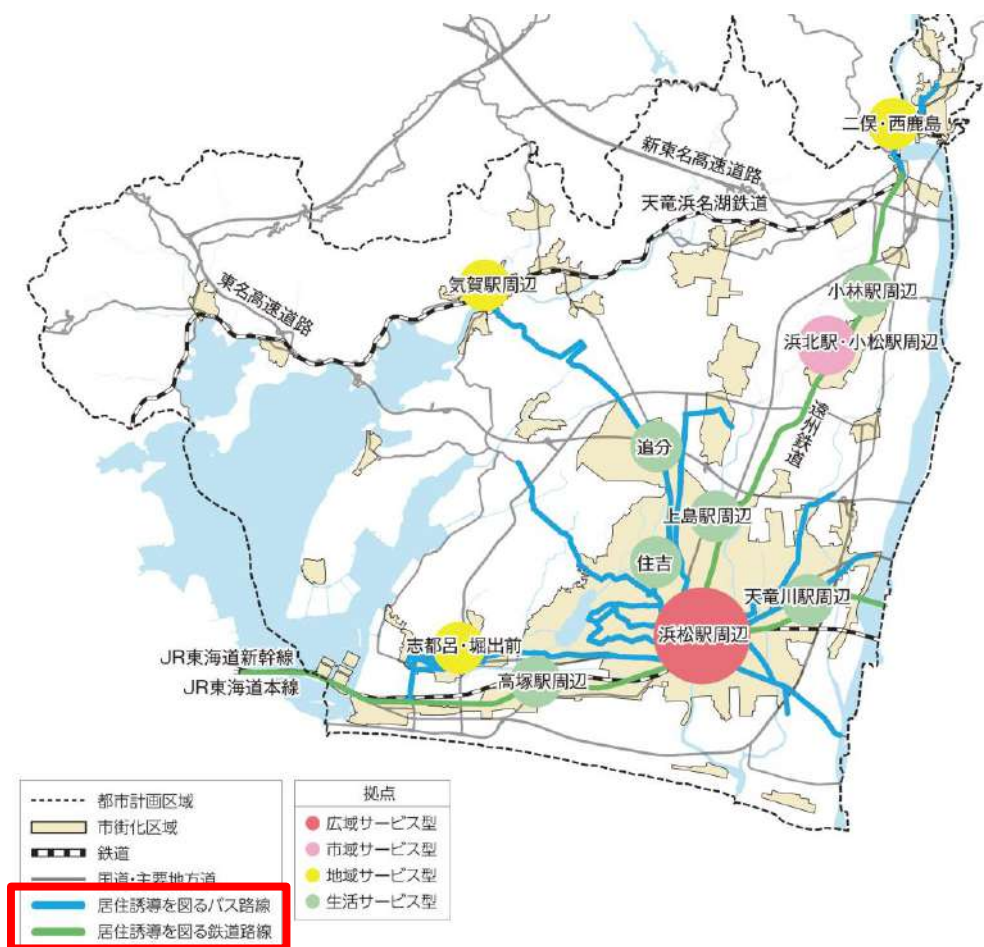 二俣・西鹿島
新東名高速道路
天竜浜名湖鉄道
気賀駅周辺
東名高速道路
小林駅周辺
浜北駅・小松駅周辺
遠州鉄道
追分
上島駅周辺
住吉
天竜川駅周辺
浜松駅周辺
志都呂・堀出前
JR東海道新幹線
高塚駅周辺
JR東海道本線
都市計画区域
市街化区域
鉄道
国道・主要地方道
居住誘導を図るバス路線
居住誘導を図る鉄道路線
拠点
広域サービス型
市域サービス型
地域サービス型
生活サービス型